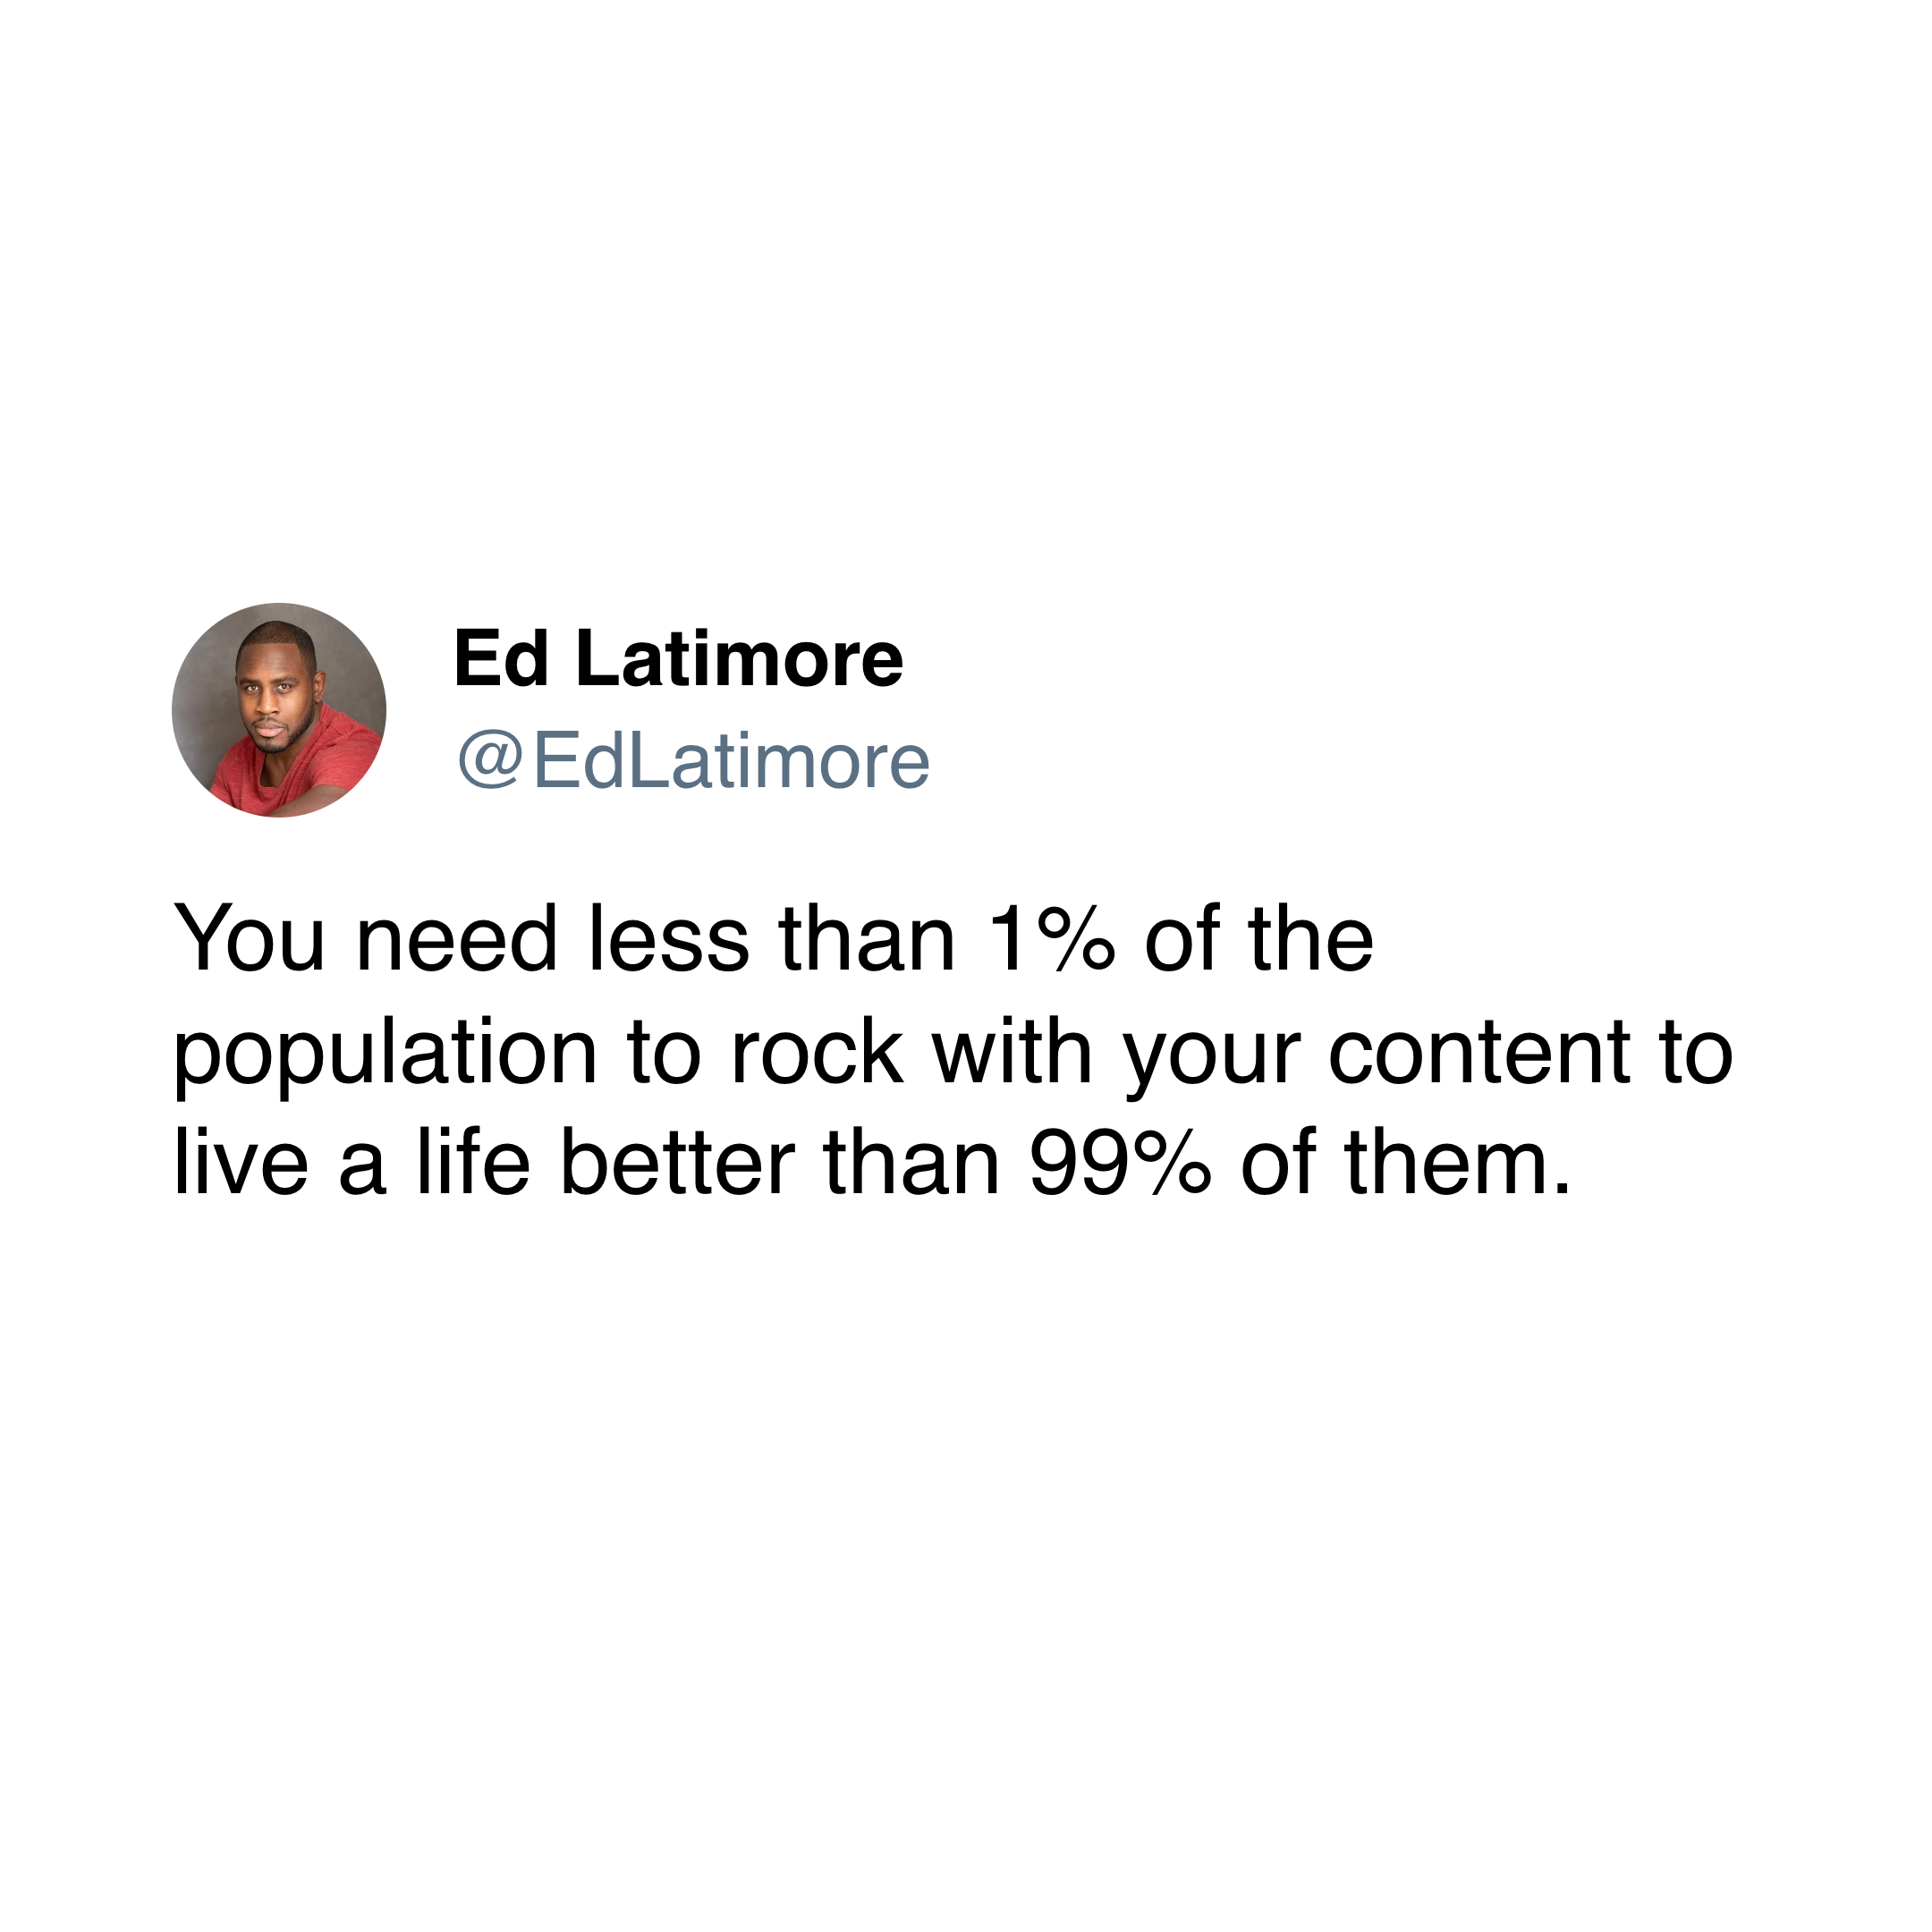 Ed Latimore
@EdLatimore
You need less than 1% of the
population to rock with your content to
live a life better than 99% of them.